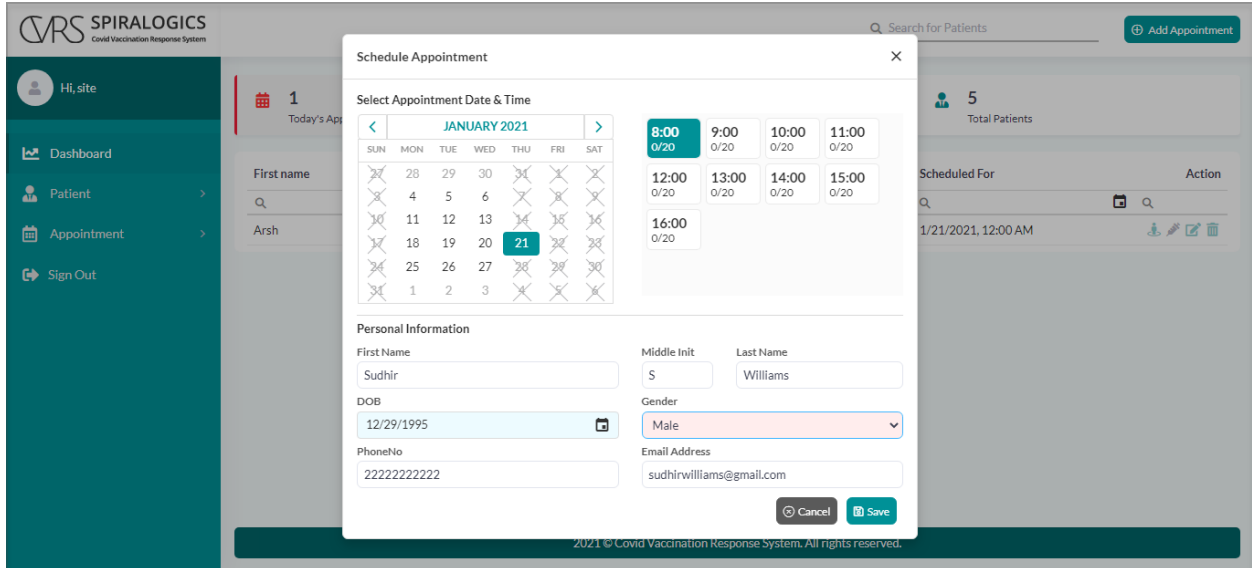 CVRS SPIRALOGICS
Covid Vaccination Response System
Search for Patients
Add Appointment
Hi, site
Dashboard
Patient
Appointment
Sign Out
1
Today's App
5
Total Patients
First name
Scheduled For
Action
Arsh
1/21/2021, 12:00 AM
Schedule Appointment
Select Appointment Date & Time
JANUARY 2021
SUN MON TUE WED THU FRI SAT
27 28 29 30 31 1 2
3 4 5 6 7 8 9
10 11 12 13 14 15 16
17 18 19 20 21 22 23
24 25 26 27 28 29 30
31 1 2 3 4 5 6
8:00 9:00 10:00 11:00
0/20 0/20 0/20 0/20
12:00 13:00 14:00 15:00
0/20 0/20 0/20 0/20
16:00
0/20
Personal Information
First Name Middle Init Last Name
Sudhir S Williams
DOB Gender
12/29/1995 Male
PhoneNo Email Address
22222222222 sudhirwilliams@gmail.com
Cancel Save
2021 © Covid Vaccination Response System. All rights reserved.